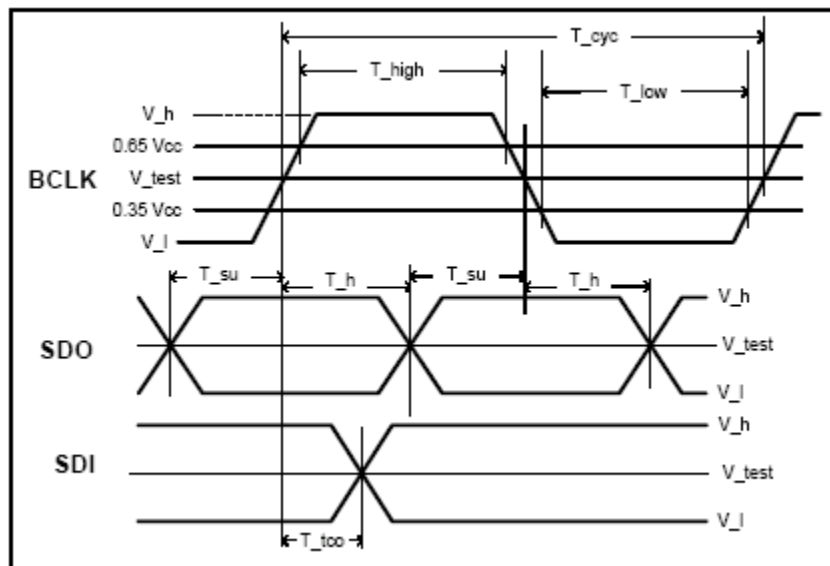 T_cyc
T_high
T_low
V_h
0.65 Vcc
BCLK
V_test
0.35 Vcc
V_l
T_su
T_h
T_su
T_h
V_h
SDO
V_test
V_l
V_h
SDI
V_test
V_l
T_tco